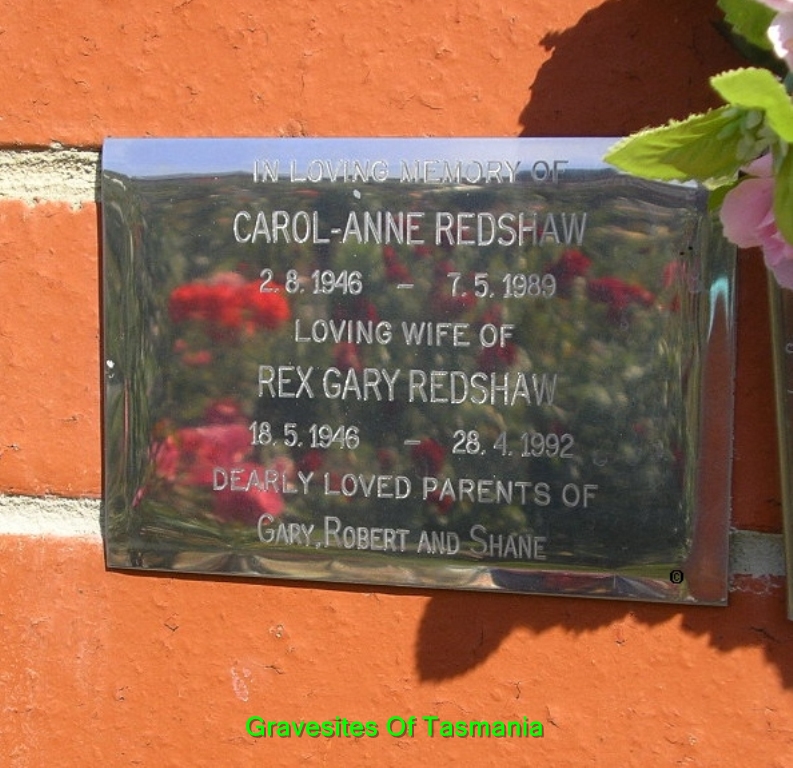 IN LOVING MEMORY OF
CAROL-ANNE REDSHAW
2. 8. 1946 – 7. 5. 1989
LOVING WIFE OF
REX GARY REDSHAW
18. 5. 1946 – 28. 4. 1992
DEARLY LOVED PARENTS OF
GARY, ROBERT AND SHANE
©
Gravesites Of Tasmania